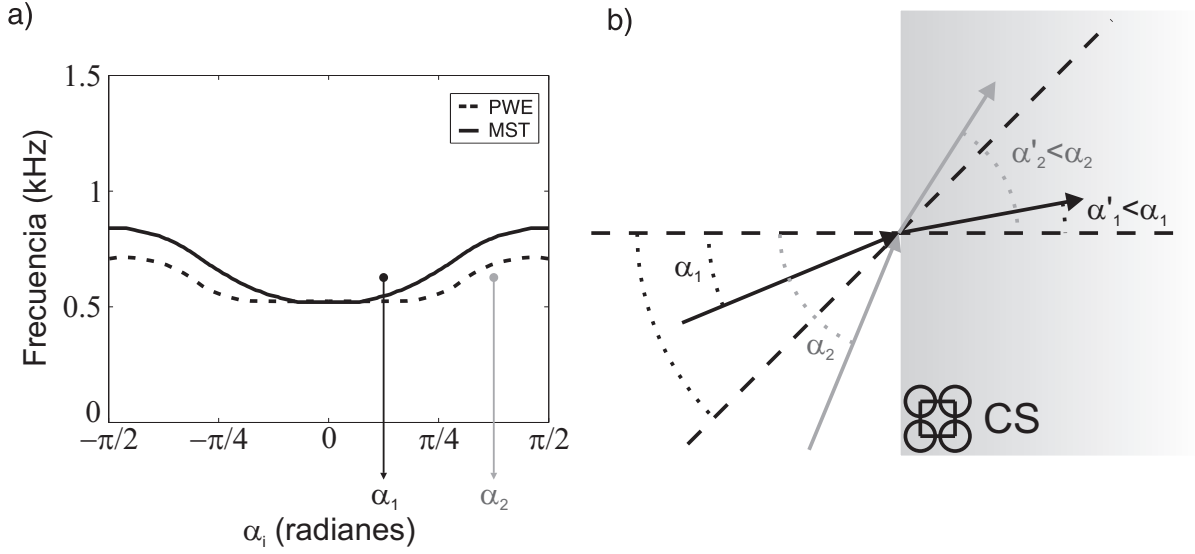 a)
1.5
1
0.5
0
Frecuencia (kHz)
PWE
MST
−π/2
−π/4
0
π/4
π/2
α1
α2
αi (radianes)
b)
α'2<α2
α'1<α1
α1
α2
CS